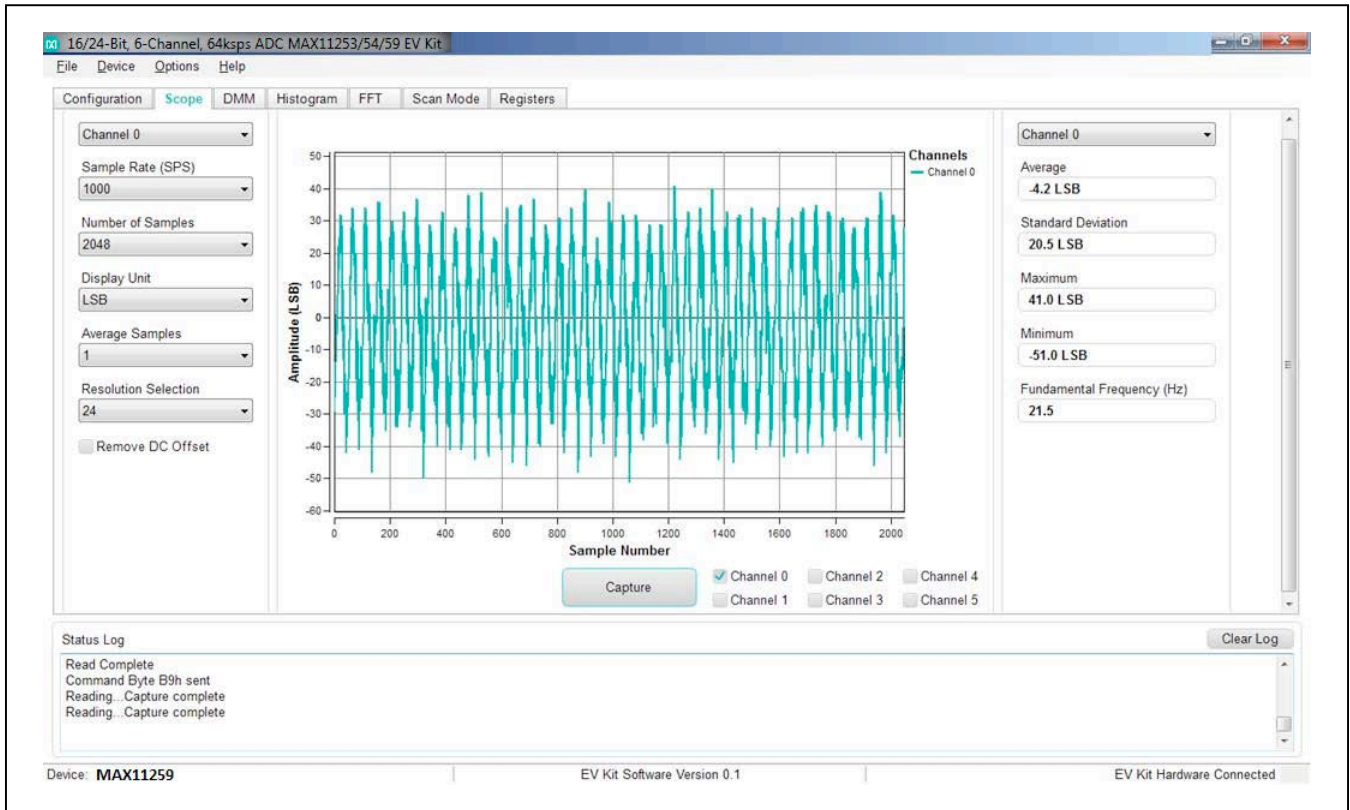 16/24-Bit, 6-Channel, 64ksps ADC MAX11253/54/59 EV Kit
File Device Options Help
Configuration Scope DMM Histogram FFT Scan Mode Registers
Channel 0
Sample Rate (SPS)
1000
Number of Samples
2048
Display Unit
LSB
Average Samples
1
Resolution Selection
24
Remove DC Offset
50
40
30
20
10
0
-10
-20
-30
-40
-50
-60
Amplitude (LSB)
0 200 400 600 800 1000 1200 1400 1600 1800 2000
Sample Number
Channels
Channel 0
Capture
Channel 0 Channel 2 Channel 4
Channel 1 Channel 3 Channel 5
Channel 0
Average
-4.2 LSB
Standard Deviation
20.5 LSB
Maximum
41.0 LSB
Minimum
-51.0 LSB
Fundamental Frequency (Hz)
21.5
Status Log
Clear Log
Read Complete
Command Byte B9h sent
Reading...Capture complete
Reading...Capture complete
Device: MAX11259
EV Kit Software Version 0.1
EV Kit Hardware Connected